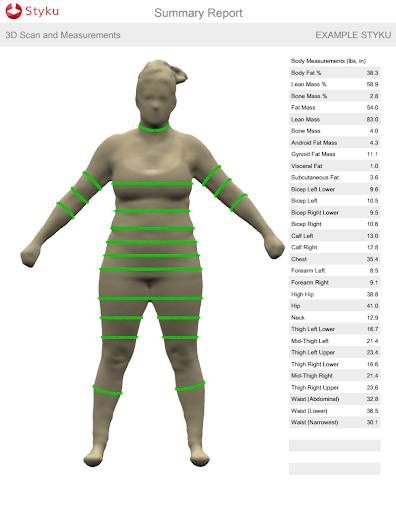 Styku
Summary Report
3D Scan and Measurements EXAMPLE STYKU
Body Measurements (lbs, in)
Body Fat % 38.3
Lean Mass % 58.9
Bone Mass % 2.8
Fat Mass 54.0
Lean Mass 83.0
Bone Mass 4.0
Android Fat Mass 4.3
Gynoid Fat Mass 11.1
Visceral Fat 1.0
Subcutaneous Fat 3.6
Bicep Left Lower 9.6
Bicep Left 10.5
Bicep Right Lower 9.5
Bicep Right 10.6
Calf Left 13.0
Calf Right 12.8
Chest 35.4
Forearm Left 8.5
Forearm Right 9.1
High Hip 38.8
Hip 41.0
Neck 12.9
Thigh Left Lower 16.7
Mid-Thigh Left 21.4
Thigh Left Upper 23.4
Thigh Right Lower 16.6
Mid-Thigh Right 21.4
Thigh Right Upper 23.6
Waist (Abdominal) 32.8
Waist (Lower) 36.5
Waist (Narrowest) 30.1